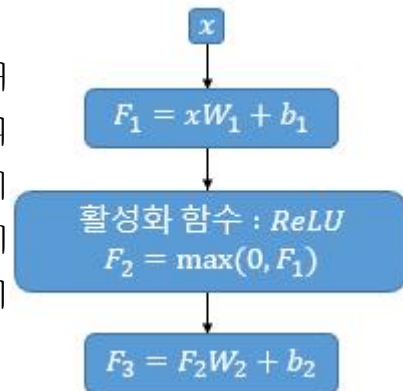 x
F₁ = xW₁ + b₁
활성화 함수 : ReLU
F₂ = max(0, F₁)
F₃ = F₂W₂ + b₂